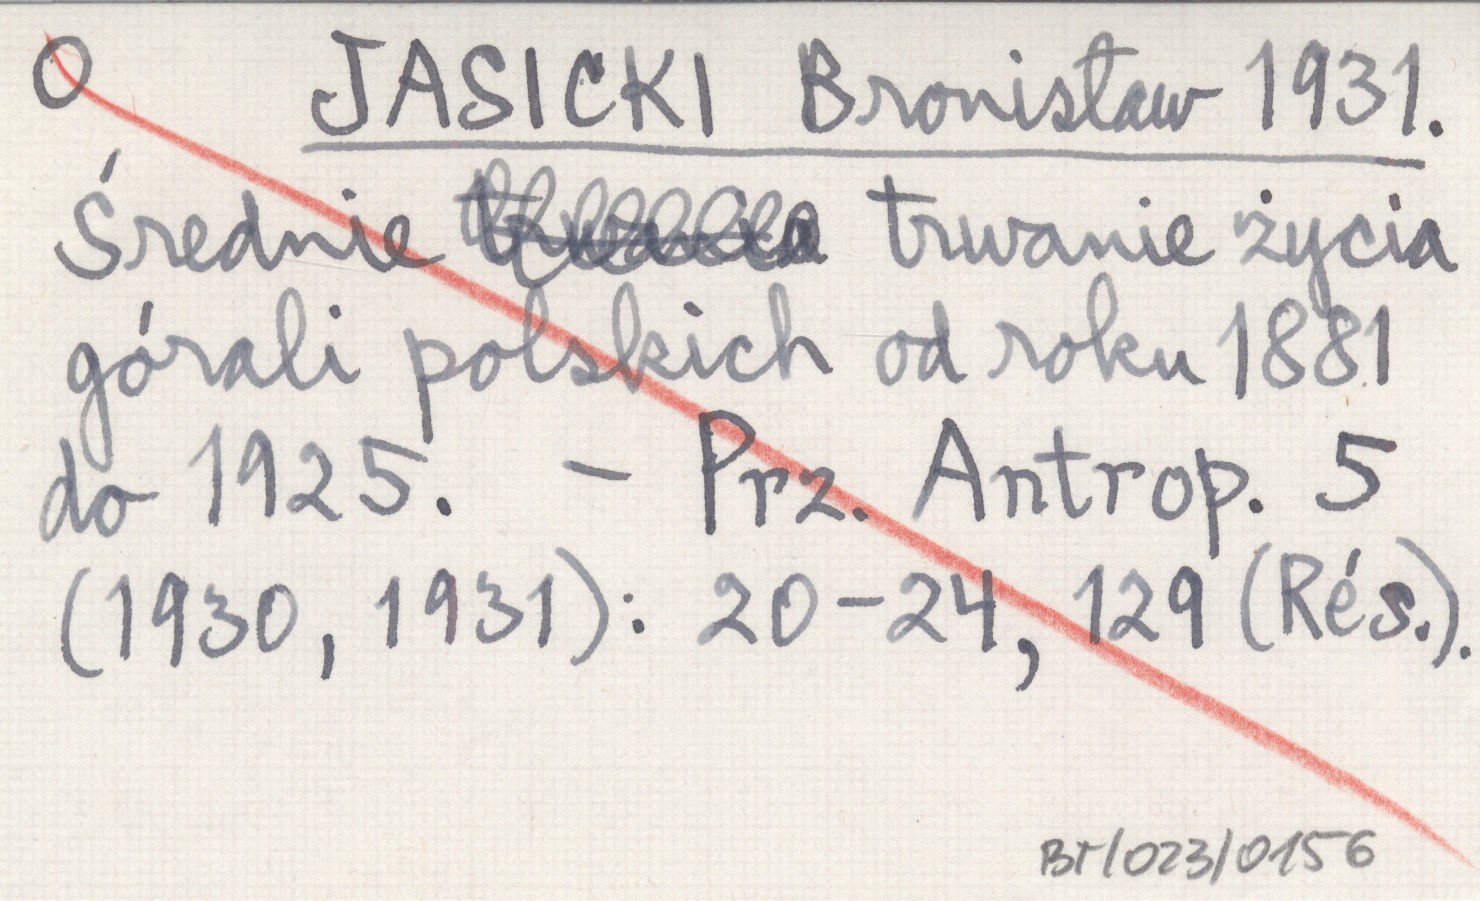 O JASICKI Bronisław 1931.
Średnie trwanie życia
górali polskich od roku 1881
do 1925. – Prz. Antrop. 5
(1930, 1931): 20–24, 129 (Rés.).
BT/023/0156